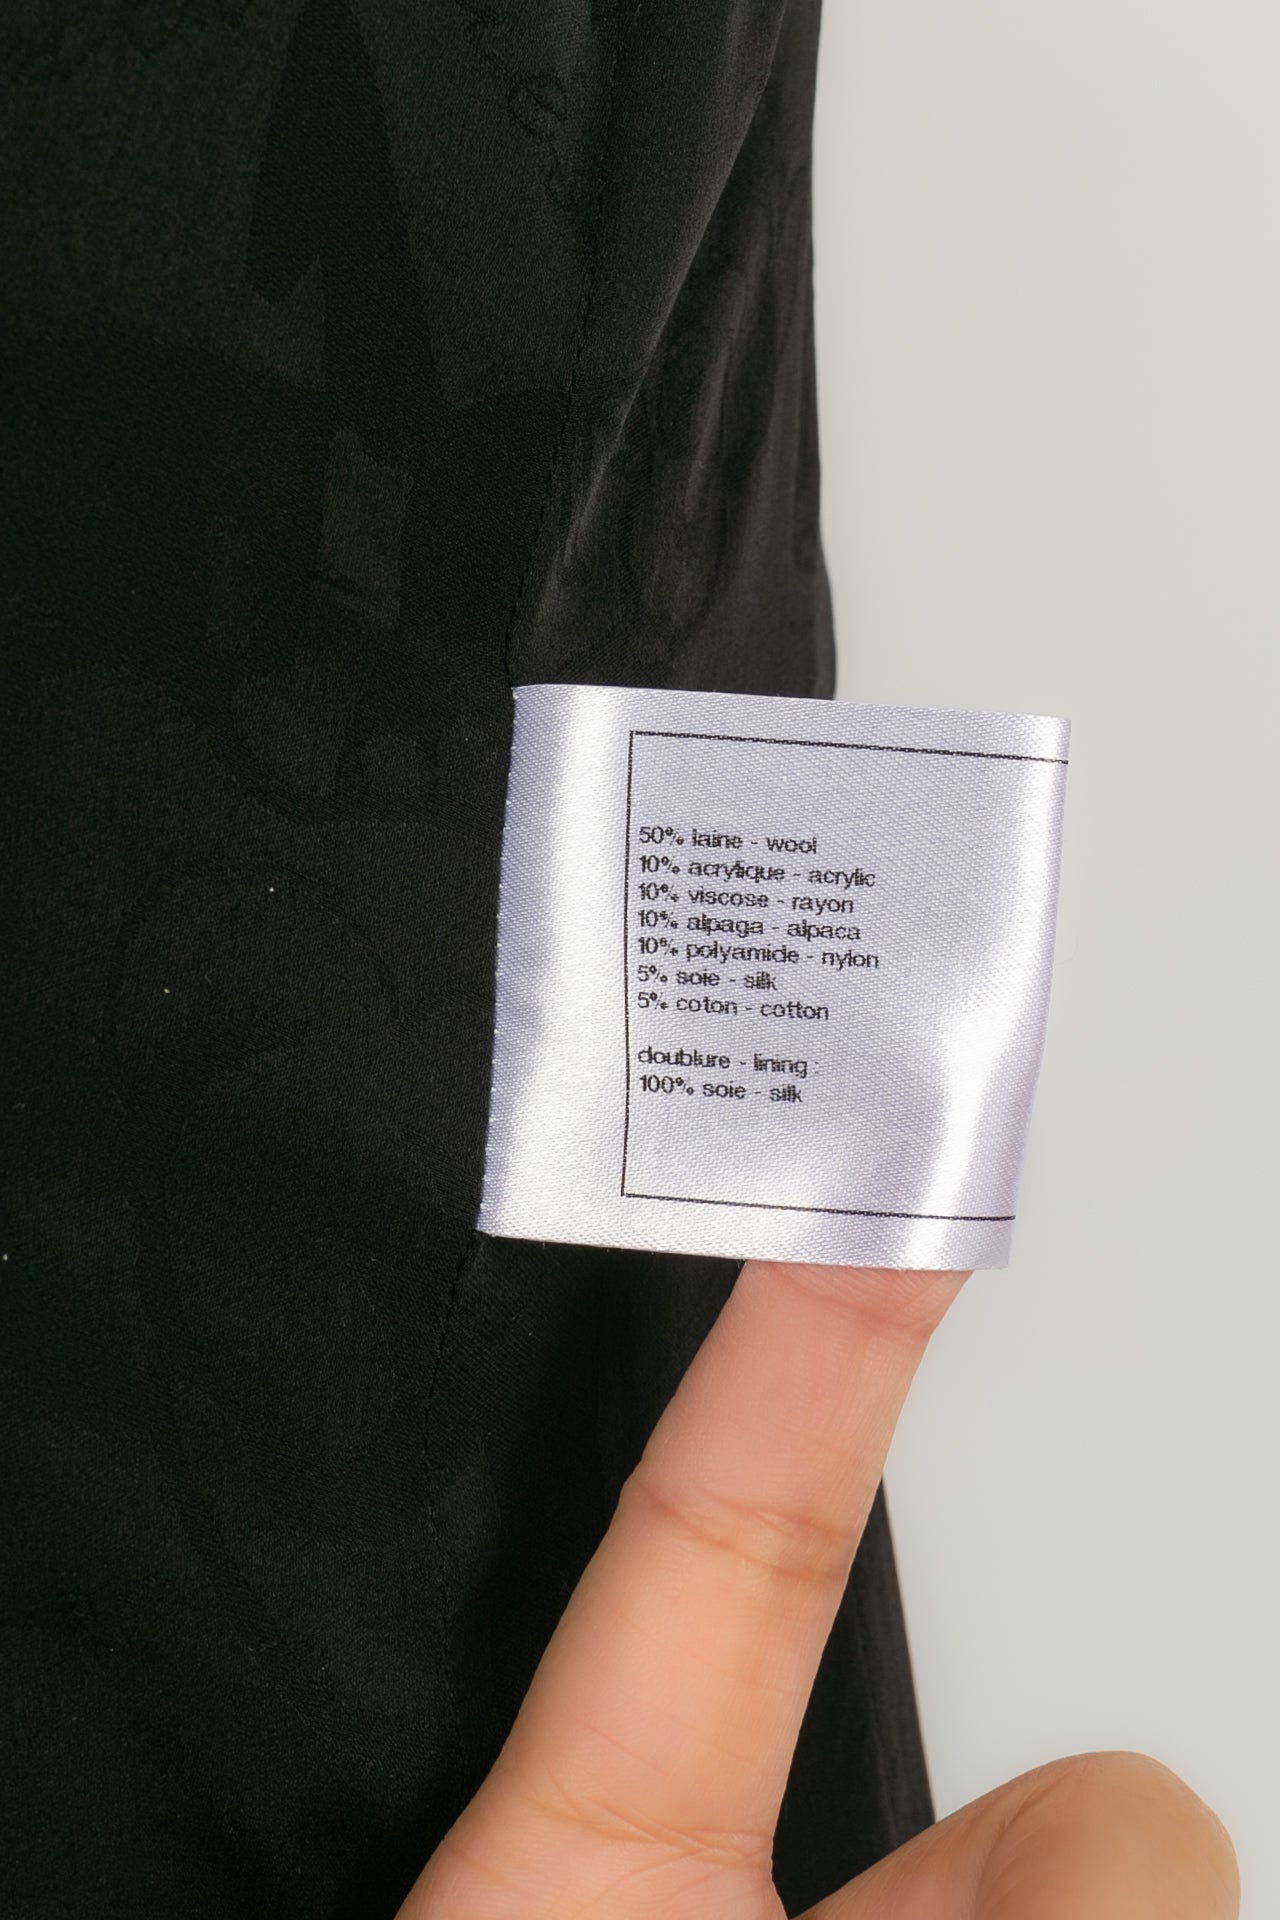 50% laine - wool
10% acrylique - acrylic
10% viscose - rayon
10% alpaga - alpaca
10% polyamide - nylon
5% soie - silk
5% coton - cotton
doublure - lining :
100% soie - silk